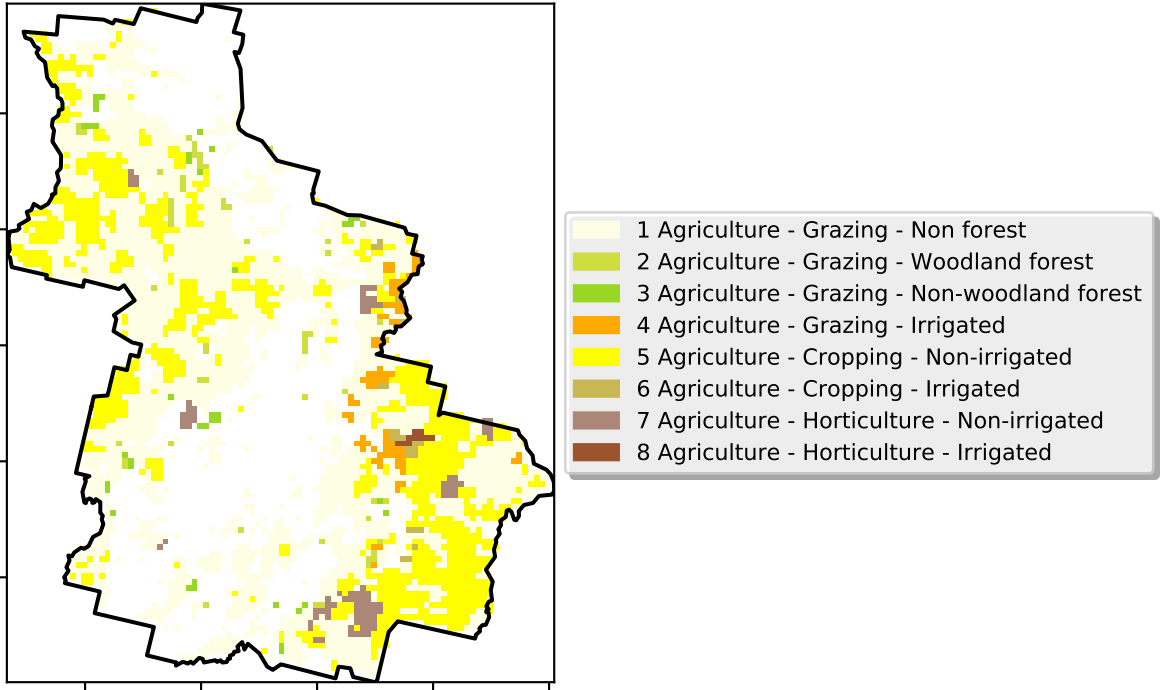 1 Agriculture - Grazing - Non forest
2 Agriculture - Grazing - Woodland forest
3 Agriculture - Grazing - Non-woodland forest
4 Agriculture - Grazing - Irrigated
5 Agriculture - Cropping - Non-irrigated
6 Agriculture - Cropping - Irrigated
7 Agriculture - Horticulture - Non-irrigated
8 Agriculture - Horticulture - Irrigated